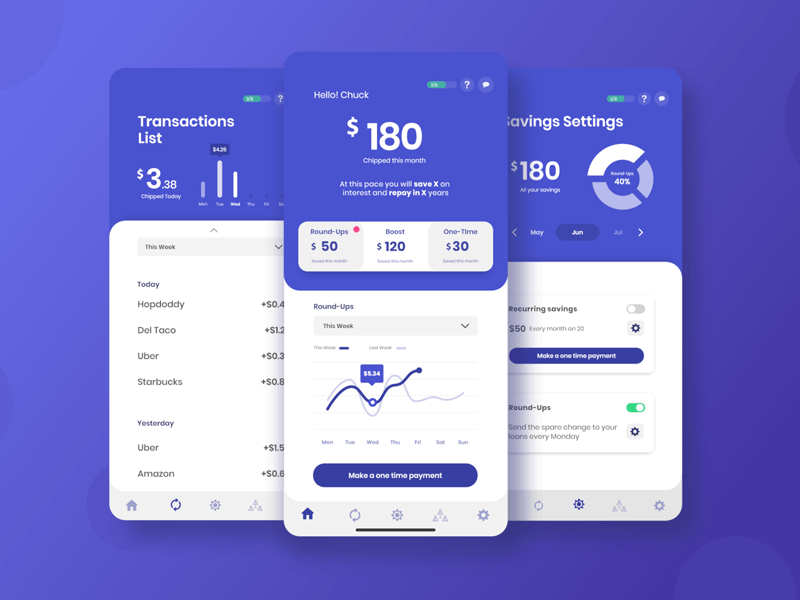 Transactions
List
$3.38
Chipped Today
$4.26
Mon Tue Wed Thu Fri
This Week
Today
Hopdoddy +$0.4
Del Taco +$1.2
Uber +$0.3
Starbucks +$0.8
Yesterday
Uber +$1.5
Amazon +$0.6
?
Hello! Chuck
?
$180
Chipped this month
At this pace you will save X on
interest and repay in X years
Round-Ups
$ 50
Saved this month
Boost
$ 120
Saved this month
One-TIme
$ 30
Saved this month
Round-Ups
This Week
This Week Last Week
$8.34
Mon Tue Wed Thu Fri Sat Sun
Make a one time payment
?
Savings Settings
$180
All your savings
Round-Ups
40%
May Jun Jul
Recurring savings
$50 Every month on 20
Make a one time payment
Round-Ups
Send the spare change to your
loans every Monday